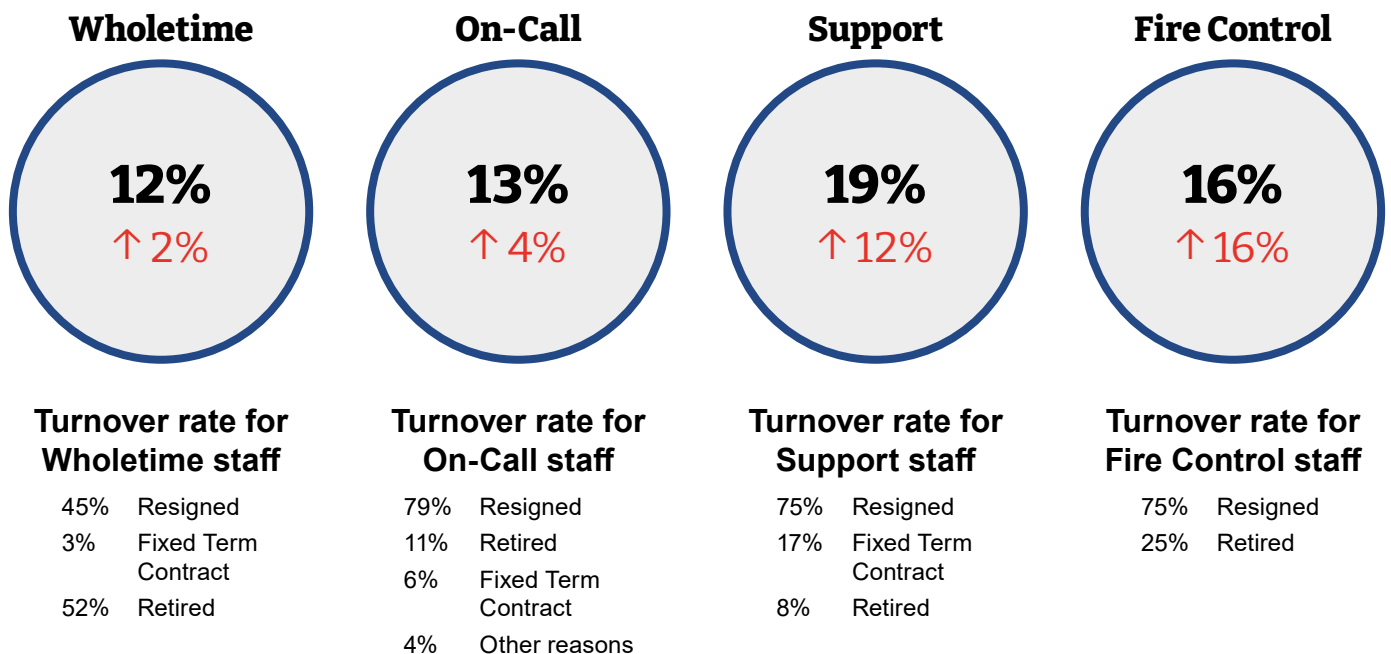 Wholetime
12%
↑ 2%
Turnover rate for
Wholetime staff
45% Resigned
3% Fixed Term
Contract
52% Retired
On-Call
13%
↑ 4%
Turnover rate for
On-Call staff
79% Resigned
11% Retired
6% Fixed Term
Contract
4% Other reasons
Support
19%
↑ 12%
Turnover rate for
Support staff
75% Resigned
17% Fixed Term
Contract
8% Retired
Fire Control
16%
↑ 16%
Turnover rate for
Fire Control staff
75% Resigned
25% Retired